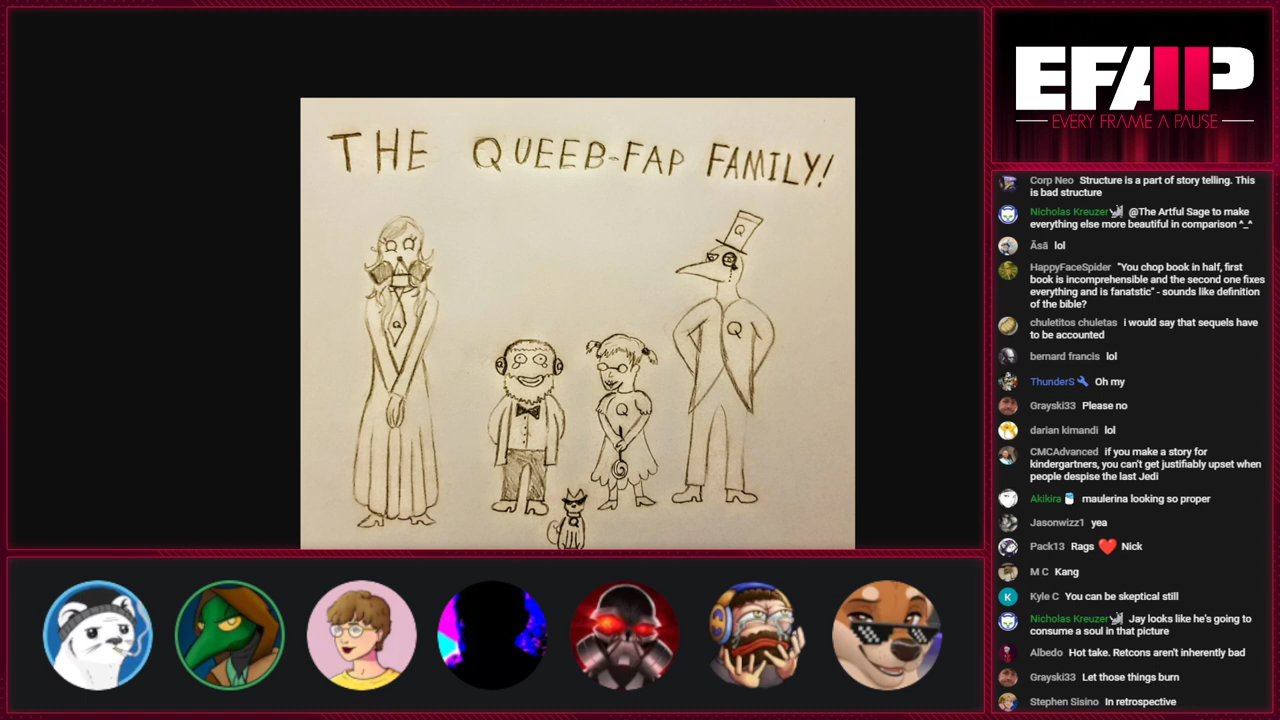 THE QUEEB-FAP FAMILY!
Q
Q
Q
Q
Q
EFAP
EVERY FRAME A PAUSE
Corp Neo Structure is a part of story telling. This
is bad structure
Nicholas Kreuzer @The Artful Sage to make
everything else more beautiful in comparison ^_^
Äsä lol
HappyFaceSpider "You chop book in half, first
book is incomprehensible and the second one fixes
everything and is fanatstic" - sounds like definition
of the bible?
chuletitos chuletas i would say that sequels have
to be accounted
bernard francis lol
ThunderS Oh my
Grayski33 Please no
darian kimandi lol
CMCAdvanced if you make a story for
kindergartners, you can't get justifiably upset when
people despise the last Jedi
Akikira maulerina looking so proper
Jasonwizz1 yea
Pack13 Rags ❤️ Nick
M C Kang
K Kyle C You can be skeptical still
Nicholas Kreuzer Jay looks like he's going to
consume a soul in that picture
Albedo Hot take. Retcons aren't inherently bad
Grayski33 Let those things burn
Stephen Sisino In retrospective